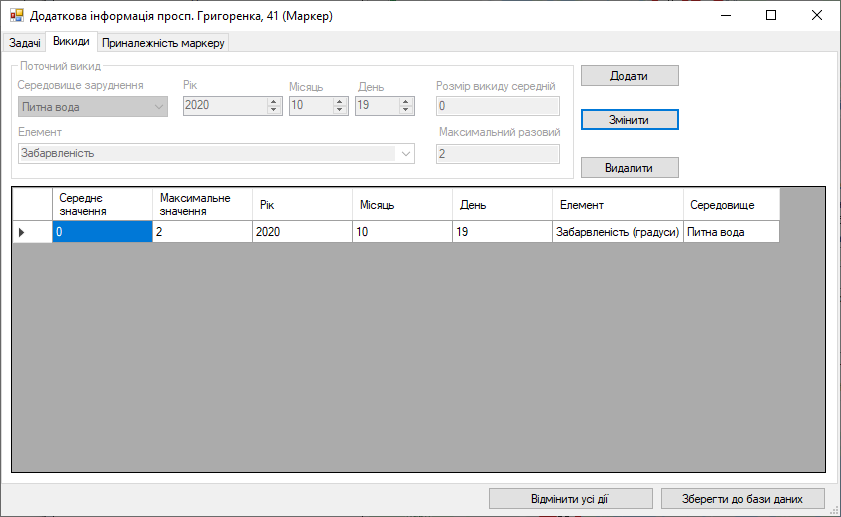 Додаткова інформація просп. Григоренка, 41 (Маркер)
Задачі Викиди Приналежність маркеру
Поточний викид
Середовище заруднення Рік Місяць День Розмір викиду середній
Питна вода 2020 10 19 0
Елемент Максимальний разовий
Забарвленість 2
Додати
Змінити
Видалити
Середнє значення Максимальне значення Рік Місяць День Елемент Середовище
0 2 2020 10 19 Забарвленість (градуси) Питна вода
Відмінити усі дії Зберегти до бази даних